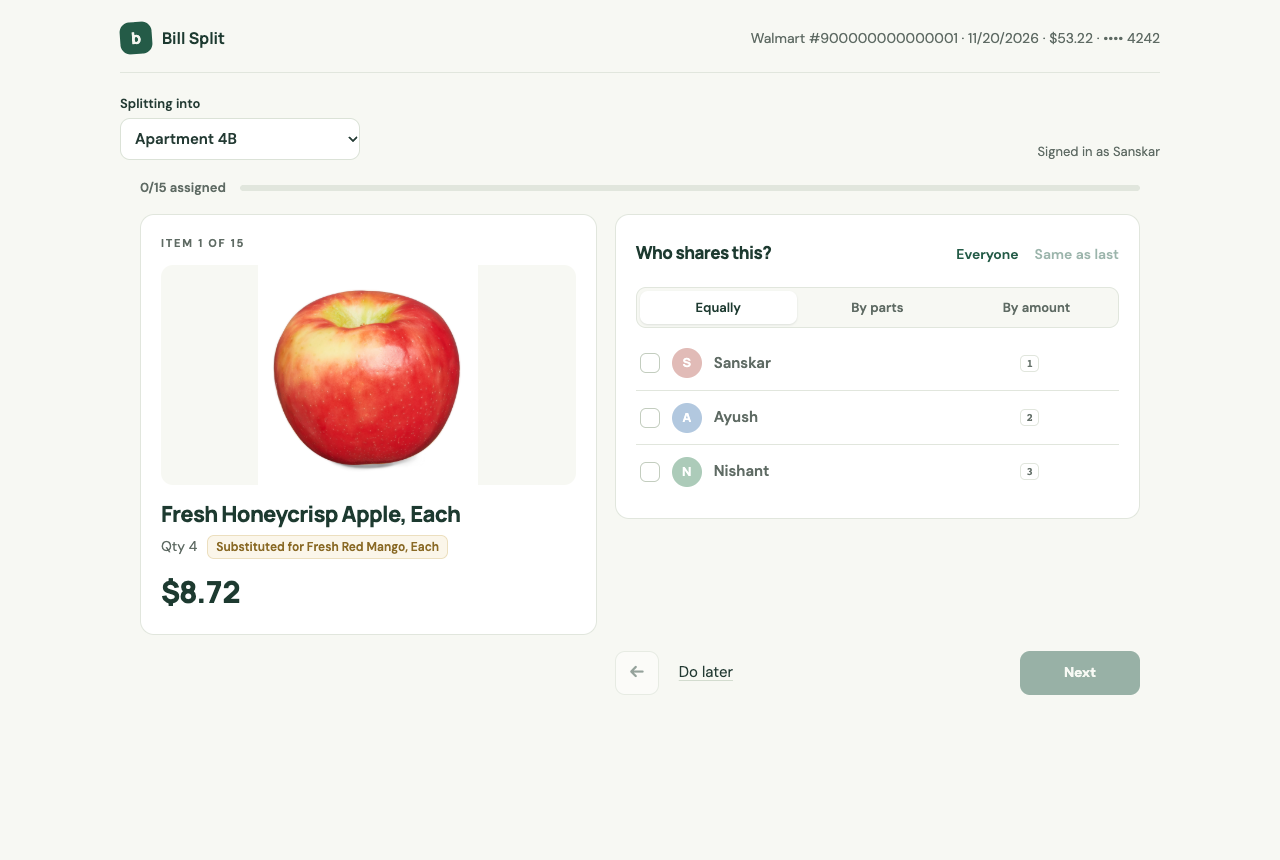 b Bill Split
Walmart #900000000000001 · 11/20/2026 · $53.22 · •••• 4242
Splitting into
Apartment 4B
Signed in as Sanskar
0/15 assigned
ITEM 1 OF 15
Fresh Honeycrisp Apple, Each
Qty 4 Substituted for Fresh Red Mango, Each
$8.72
Who shares this? Everyone Same as last
Equally By parts By amount
S Sanskar 1
A Ayush 2
N Nishant 3
Do later
Next